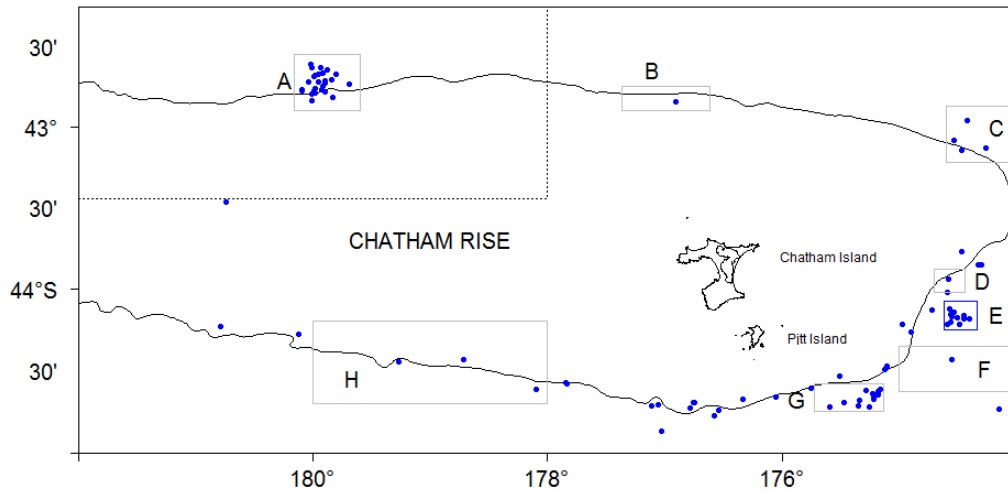 30'
A
B
43°
C
30'
CHATHAM RISE
Chatham Island
D
44°S
E
Pitt Island
30'
H
F
G
180°
178°
176°